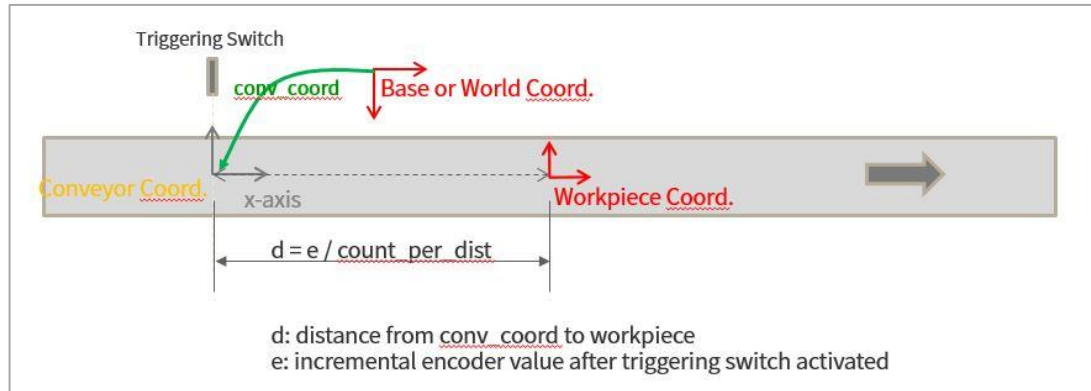 Triggering Switch
conv_coord
Base or World Coord.
Conveyor Coord.
x-axis
Workpiece Coord.
d = e / count_per_dist
d: distance from conv_coord to workpiece
e: incremental encoder value after triggering switch activated